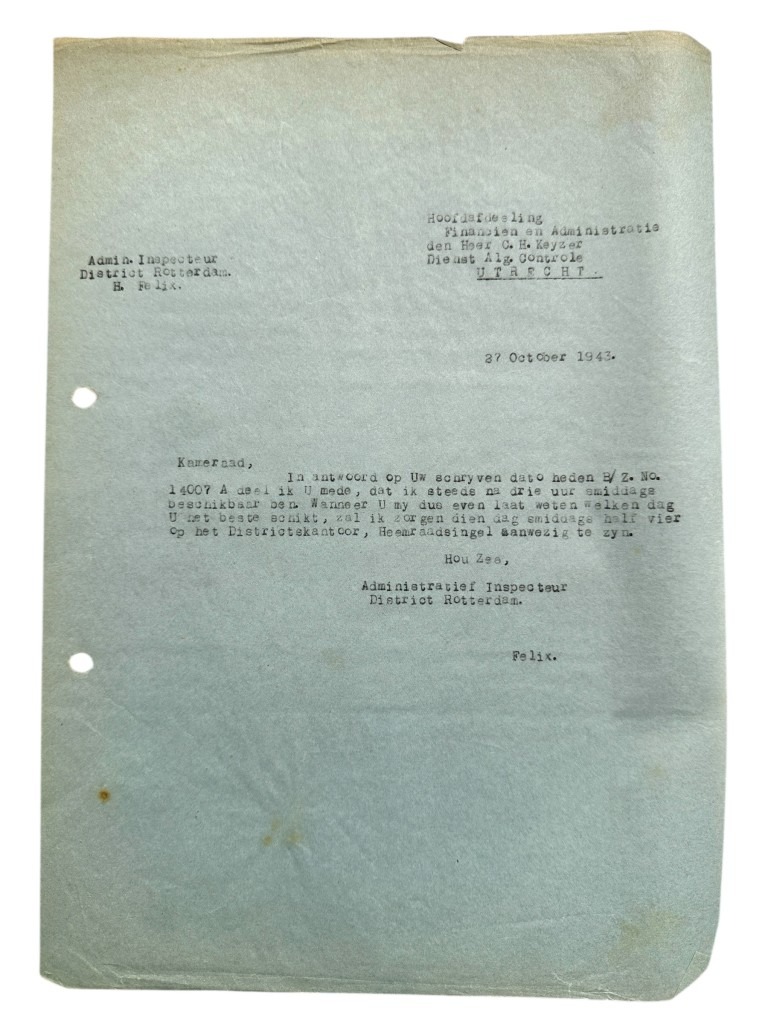 Hoofdafdeeling
Financien en Administratie
den Heer C. H. Keyzer
Dienst Alg. Controle
UTRECHT.
Admin. Inspecteur
District Rotterdam.
H. Felix.
27 October 1943.
Kameraad,
In antwoord op Uw schryven dato heden B/Z. No.
14007 A deel ik U mede, dat ik steeds na drie uur smiddags
beschikbaar ben. Wanneer U my dus even laat weten welken dag
U het beste schikt, zal ik zorgen dien dag smiddags half vier
op het Districtskantoor, Heemraadsingel aanwezig te zyn.
Hou Zee,
Administratief Inspecteur
District Rotterdam.
Felix.